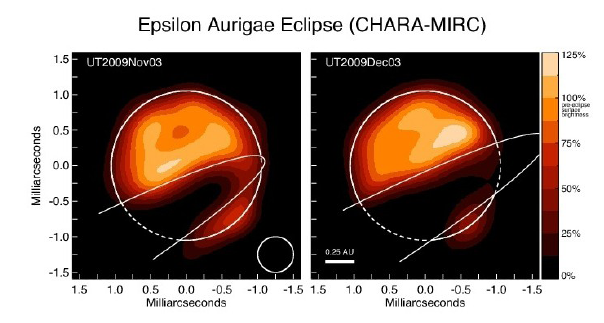 Epsilon Aurigae Eclipse (CHARA-MIRC)
UT2009Nov03
UT2009Dec03
1.5
1.0
0.5
0.0
-0.5
-1.0
-1.5
Milliarcseconds
0.25 AU
1.5 1.0 0.5 0.0 -0.5 -1.0 -1.5
Milliarcseconds
1.5 1.0 0.5 0.0 -0.5 -1.0 -1.5
Milliarcseconds
125%
100%
pre-eclipse
surface
brightness
75%
50%
25%
0%